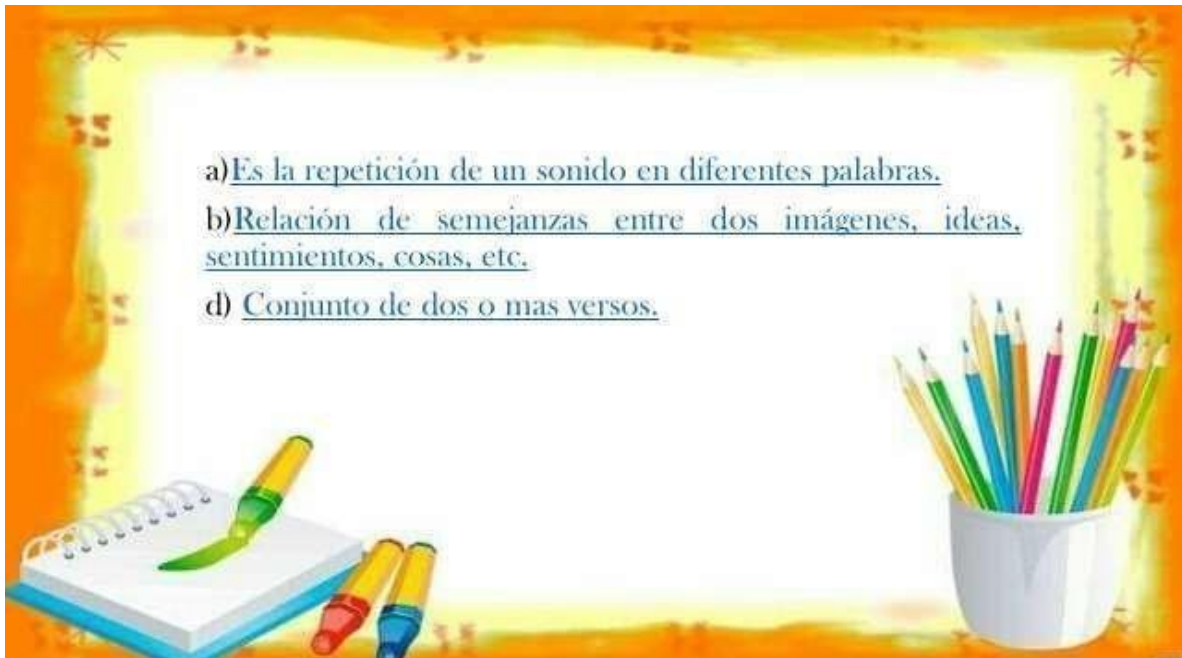 a)Es la repetición de un sonido en diferentes palabras.
b)Relación de semejanzas entre dos imágenes, ideas,
sentimientos, cosas, etc.
d) Conjunto de dos o mas versos.